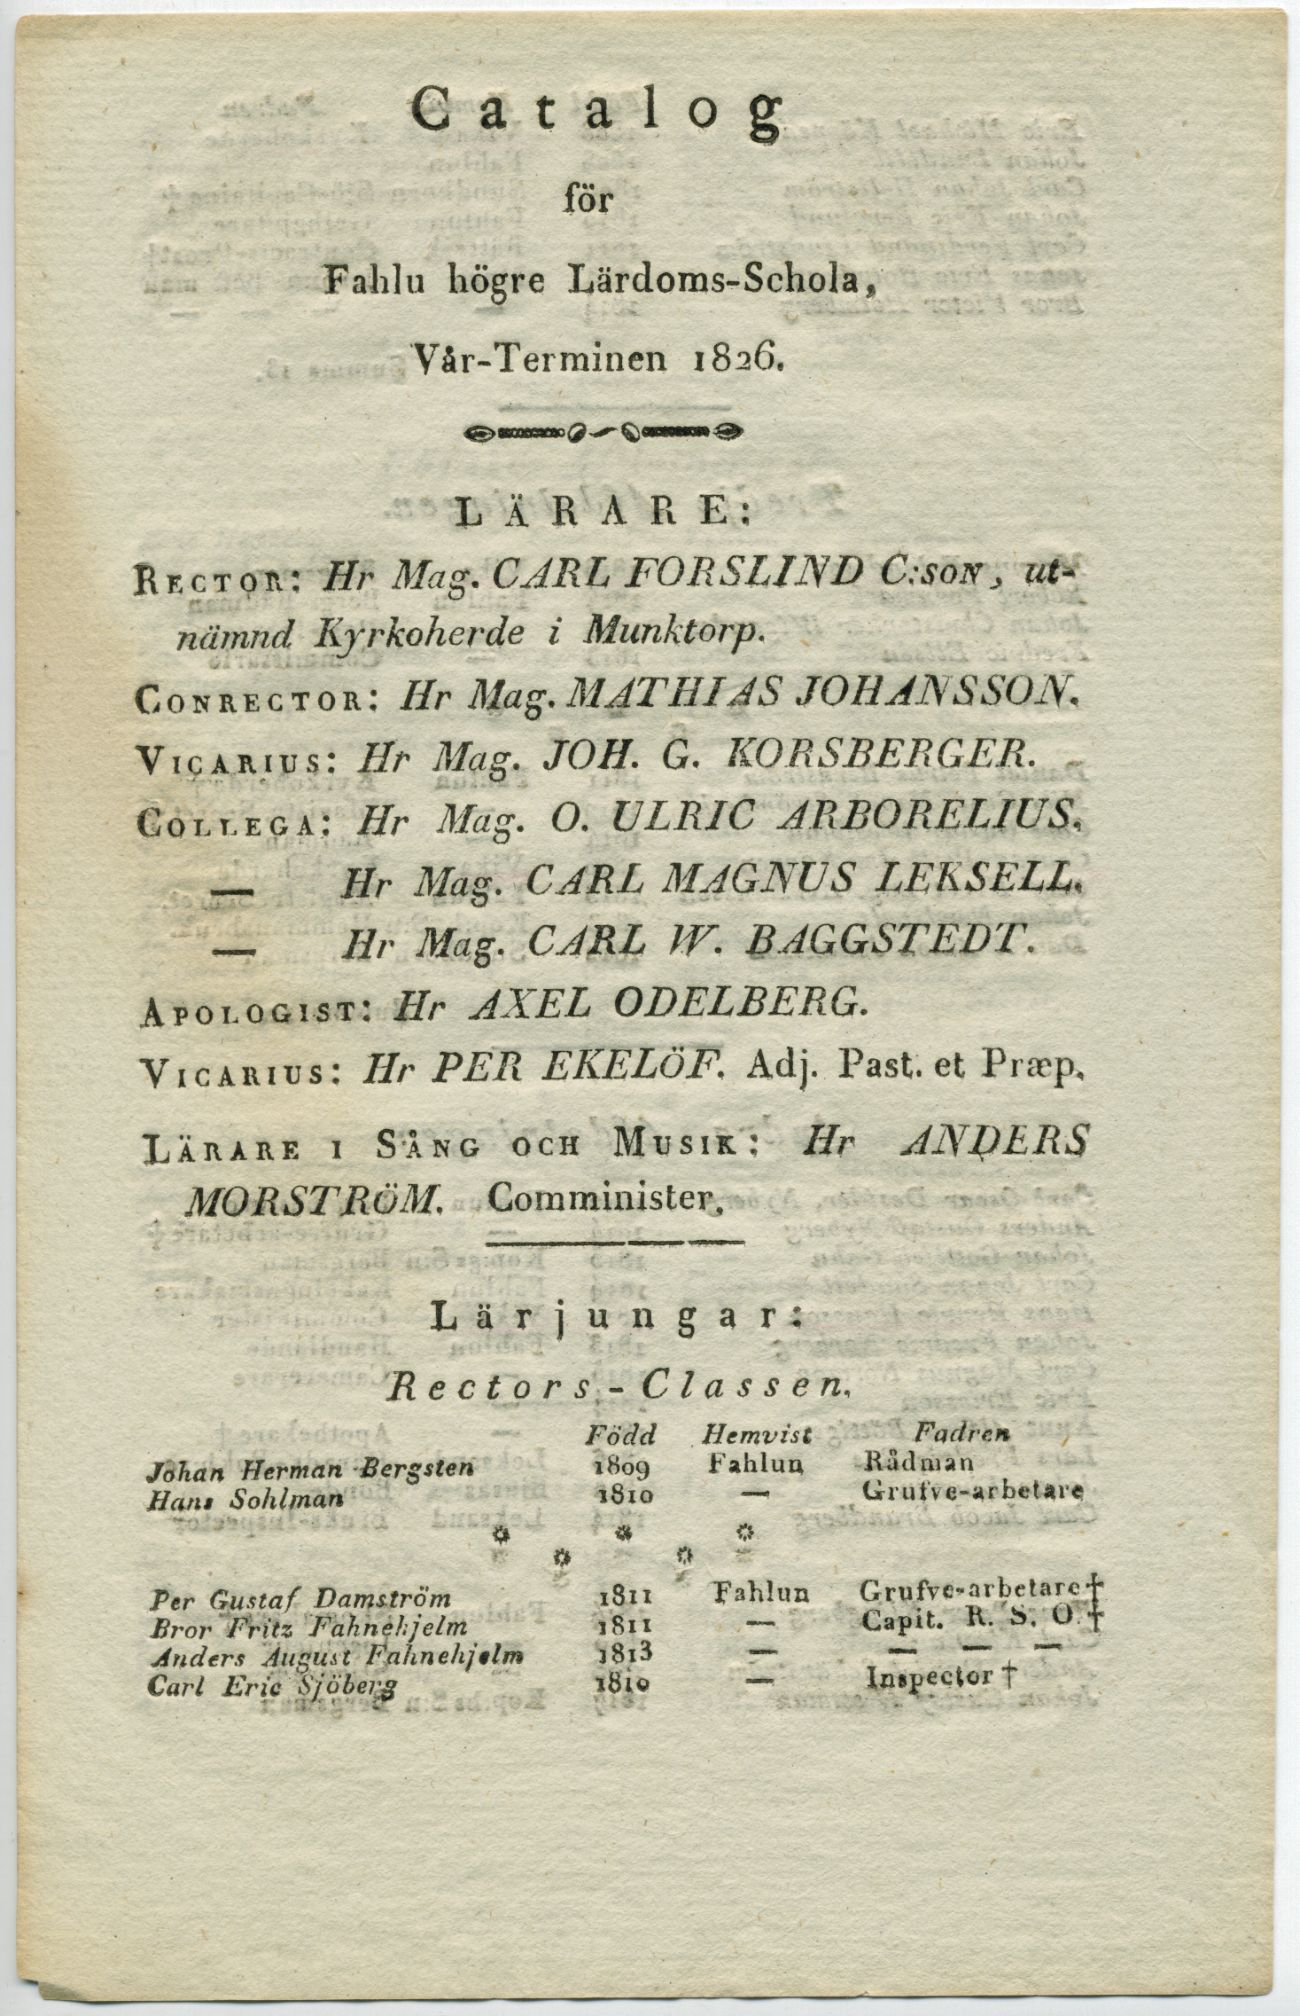 Catalog
för
Fahlu högre Lärdoms-Schola,
Vår-Terminen 1826.
LÄRARE:
RECTOR: Hr Mag. CARL FORSLIND C:SON, ut-
nämnd Kyrkoherde i Munktorp.
CONRECTOR: Hr Mag. MATHIAS JOHANSSON.
VICARIUS: Hr Mag. JOH. G. KORSBERGER.
COLLEGA: Hr Mag. O. ULRIC ARBORELIUS.
— Hr Mag. CARL MAGNUS LEKSELL.
— Hr Mag. CARL W. BAGGSTEDT.
APOLOGIST: Hr AXEL ODELBERG.
VICARIUS: Hr PER EKELÖF. Adj. Past. et Præp.
LÄRARE I SÅNG OCH MUSIK: Hr ANDERS
MORSTRÖM. Comminister.
Lärjungar:
Rectors-Classen.
Född Hemvist Fadren
Johan Herman Bergsten 1809 Fahlun Rådman
Hans Sohlman 1810 — Grufve-arbetare
* * *
* *
Per Gustaf Damström 1811 Fahlun Grufve-arbetare †
Bror Fritz Fahnehjelm 1811 — Capit. R. S. O. †
Anders August Fahnehjelm 1813 — — — —
Carl Eric Sjöberg 1810 — Inspector †